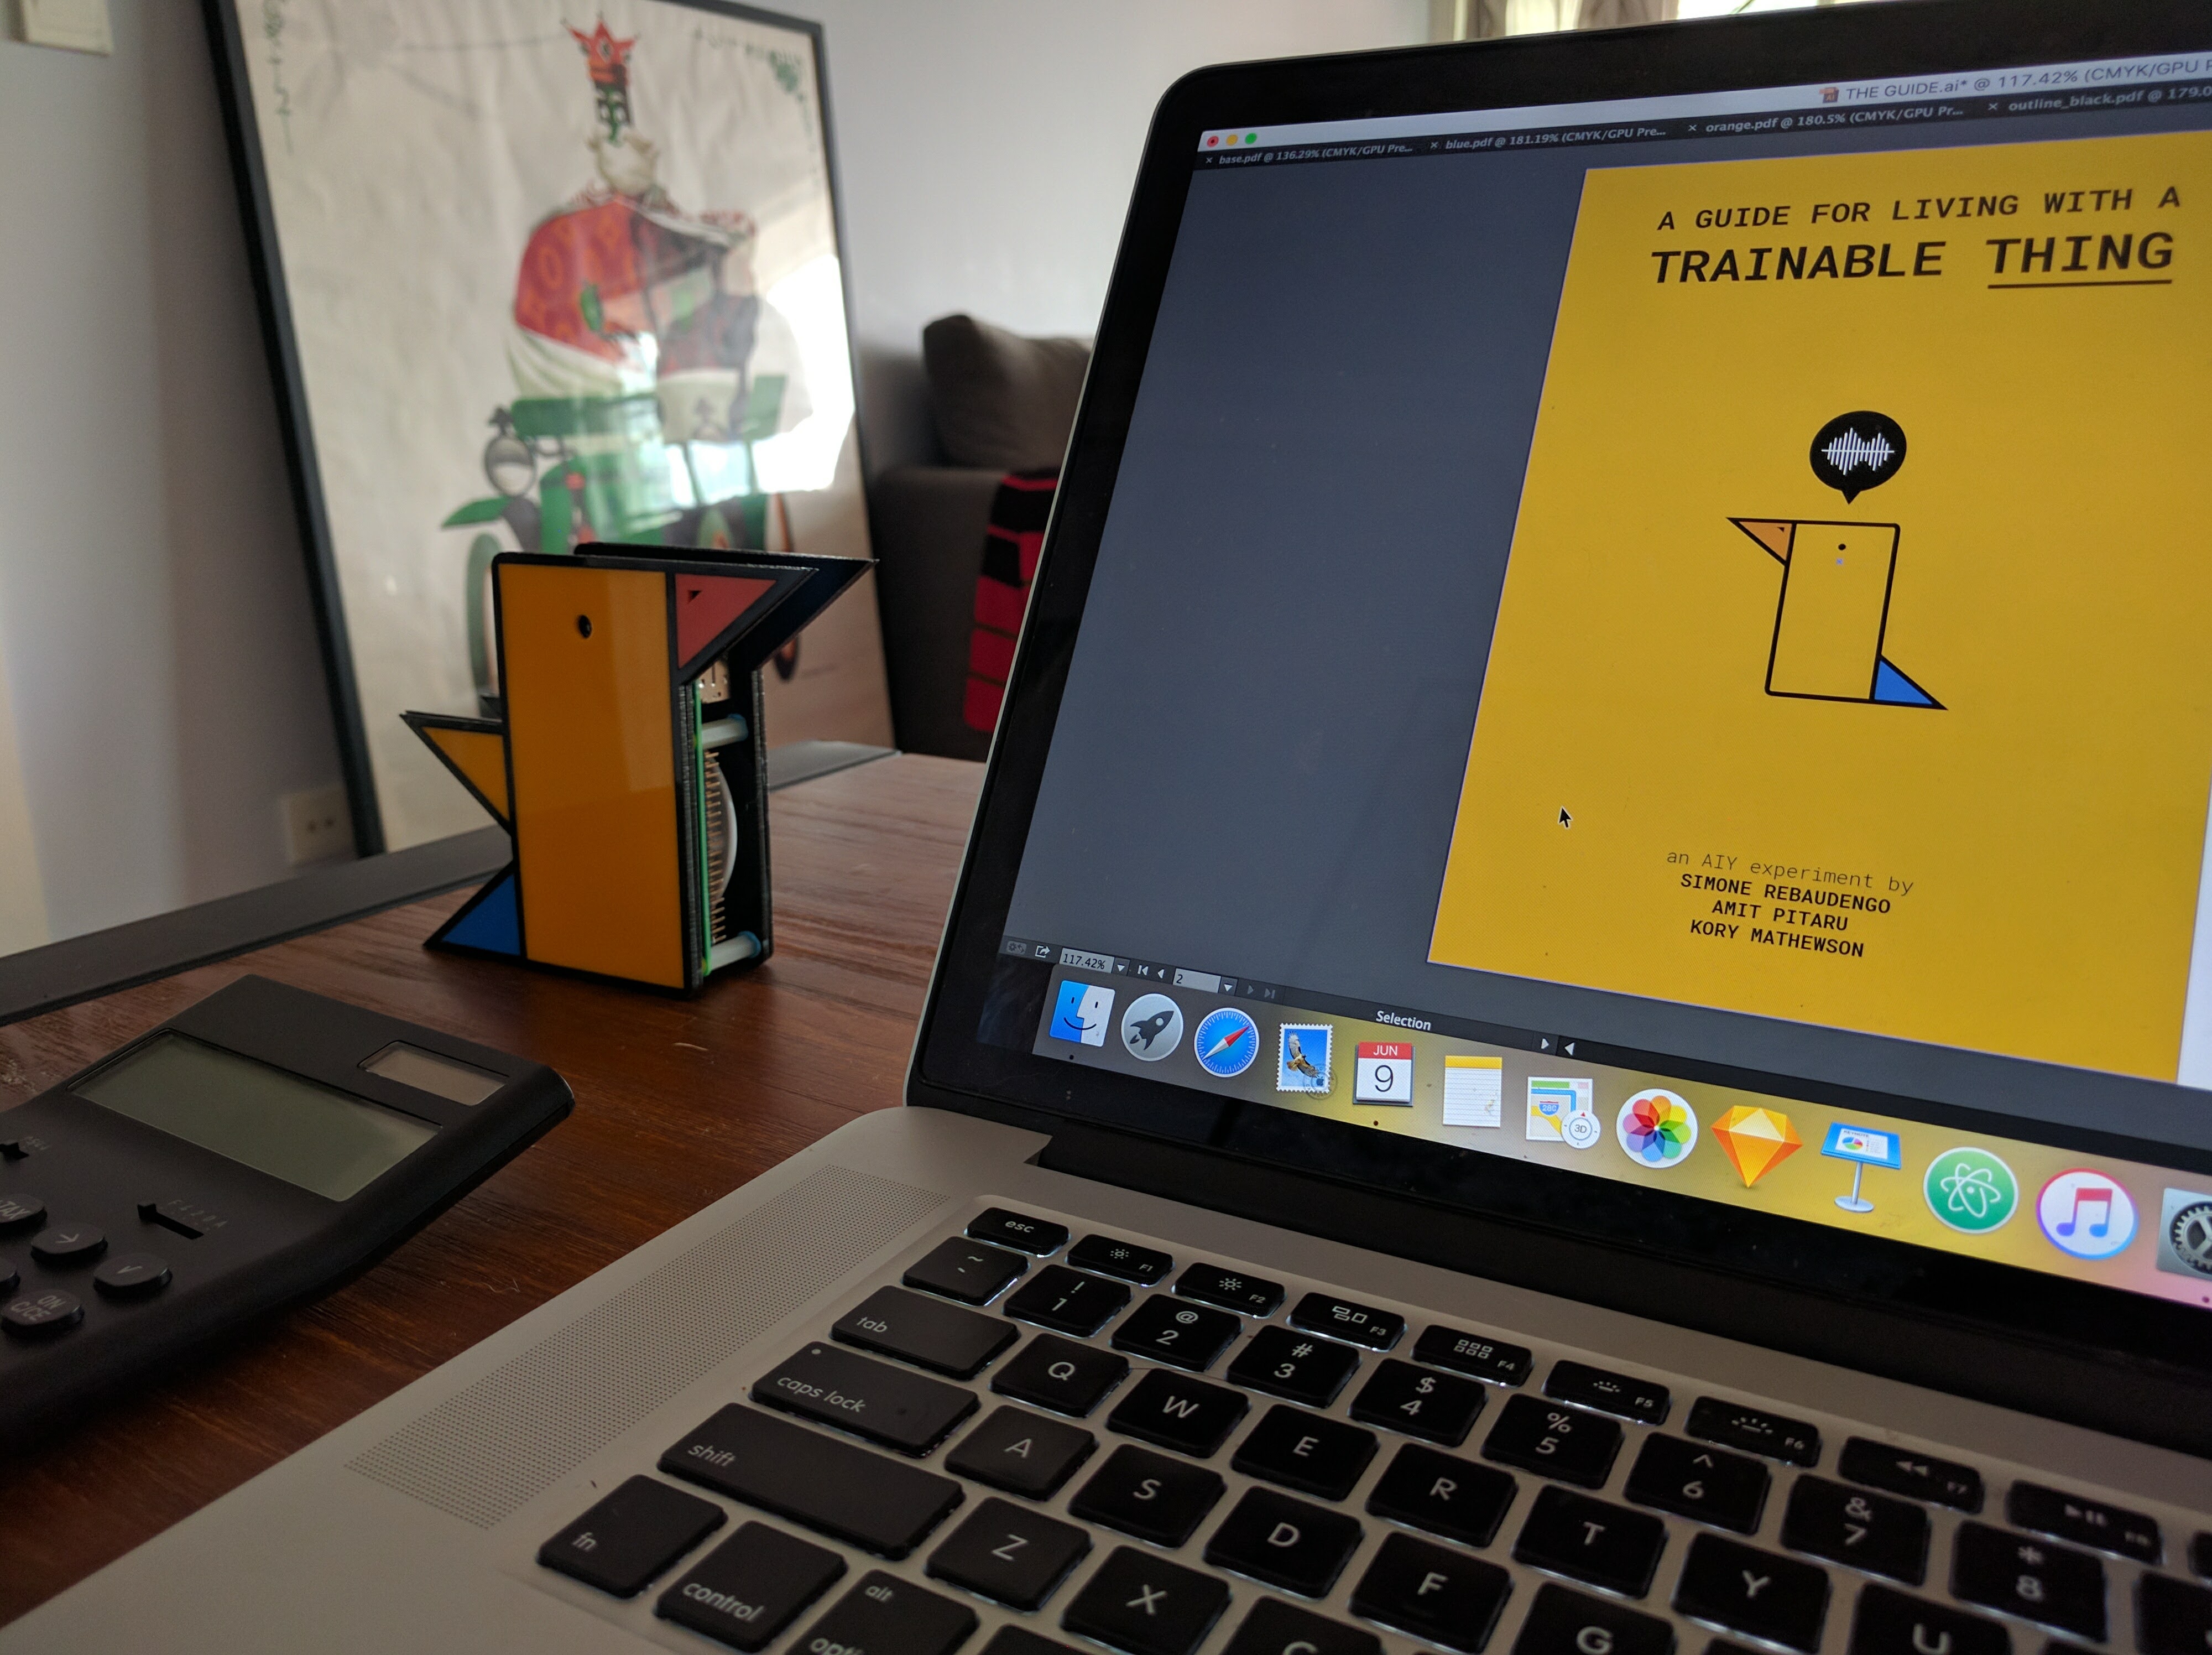 THE GUIDE.ai* @ 117.42% (CMYK/GPU P
× base.pdf @ 136.29% (CMYK/GPU Pre...
× blue.pdf @ 181.19% (CMYK/GPU Pre...
× orange.pdf @ 180.5% (CMYK/GPU Pr...
× outline_black.pdf @ 179.0
A GUIDE FOR LIVING WITH A
TRAINABLE THING
an AIY experiment by
SIMONE REBAUDENGO
AMIT PITARU
KORY MATHEWSON
117.42%
2
Selection
JUN
9
280
3D
ON
C/CE
esc
F1
F2
F3
F4
F5
F6
F7
F8
~
!
1
@
2
#
3
$
4
%
5
^
6
&
7
*
8
tab
Q
W
E
R
T
Y
U
caps lock
A
S
D
F
G
shift
Z
X
C
fn
control
alt
opti